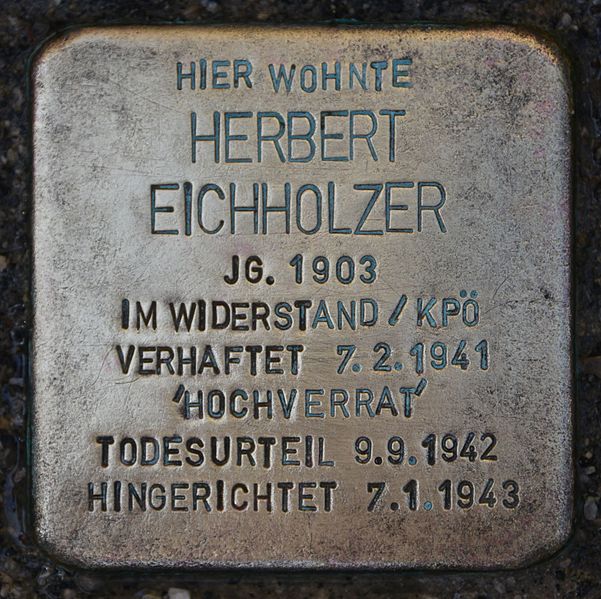 HIER WOHNTE
HERBERT
EICHHOLZER
JG. 1903
IM WIDERSTAND / KPÖ
VERHAFTET 7.2.1941
'HOCHVERRAT'
TODESURTEIL 9.9.1942
HINGERICHTET 7.1.1943